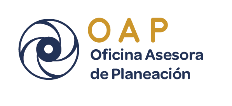 OAP
Oficina Asesora
de Planeación